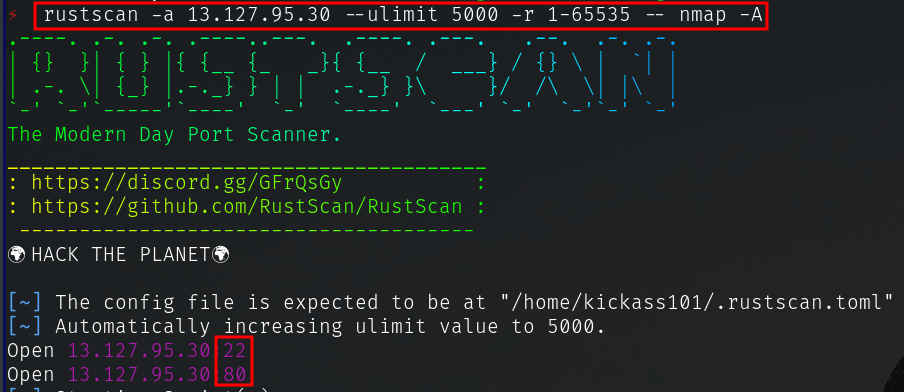 ⚡ rustscan -a 13.127.95.30 --ulimit 5000 -r 1-65535 -- nmap -A
.----. .-. .-. .----..---.  .----. .---.   .--.  .-. .-.
| {}  }| { } |{ {__ {_   _}{ {__  /  ___} / {} \ |  `| |
| .-. \| {_} |.-._} } | |  .-._} }\     }/  /\  \| |\  |
`-' `-'`-----'`----'  `-'  `----'  `---' `-'  `-'`-' `-'
The Modern Day Port Scanner.
________________________________________
: https://discord.gg/GFrQsGy           :
: https://github.com/RustScan/RustScan :
 --------------------------------------
🌍HACK THE PLANET🌍
[~] The config file is expected to be at "/home/kickass101/.rustscan.toml"
[~] Automatically increasing ulimit value to 5000.
Open 13.127.95.30:22
Open 13.127.95.30:80